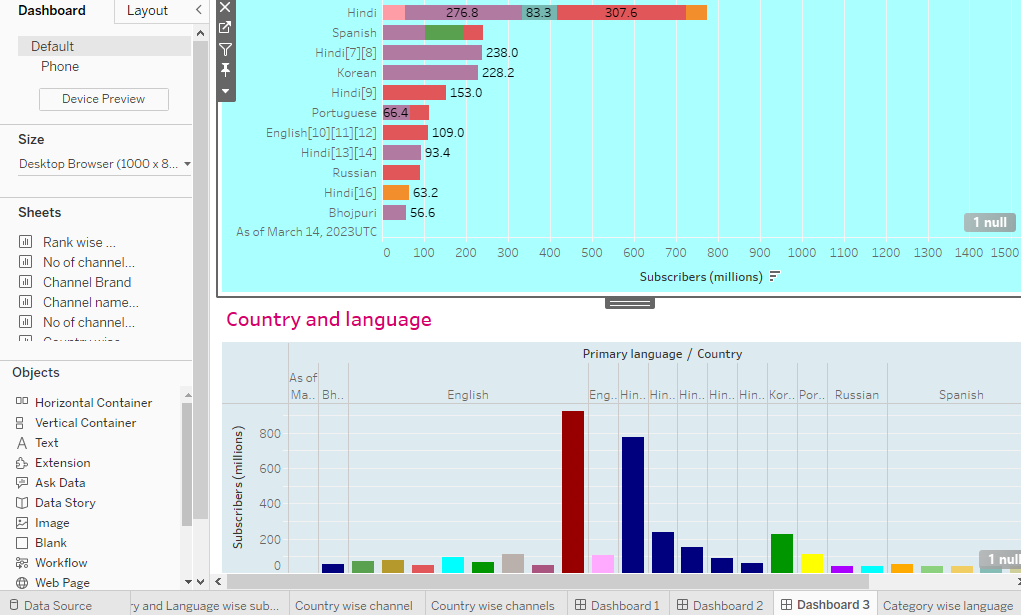 Dashboard
Layout
Default
Phone
Device Preview
Size
Desktop Browser (1000 x 8...
Sheets
Rank wise ...
No of channel...
Channel Brand
Channel name...
No of channel...
Objects
Horizontal Container
Vertical Container
Text
Extension
Ask Data
Data Story
Image
Blank
Workflow
Web Page
Hindi 276.8 83.3 307.6
Spanish
Hindi[7][8] 238.0
Korean 228.2
Hindi[9] 153.0
Portuguese 66.4
English[10][11][12] 109.0
Hindi[13][14] 93.4
Russian
Hindi[16] 63.2
Bhojpuri 56.6
As of March 14, 2023UTC
1 null
0 100 200 300 400 500 600 700 800 900 1000 1100 1200 1300 1400 1500
Subscribers (millions)
Country and language
Primary language / Country
As of
Ma.. Bh.. English Eng.. Hin.. Hin.. Hin.. Hin.. Hin.. Kor.. Por.. Russian Spanish
Subscribers (millions)
800
600
400
200
0
1 null
Data Source
ry and Language wise sub...
Country wise channel
Country wise channels
Dashboard 1
Dashboard 2
Dashboard 3
Category wise language